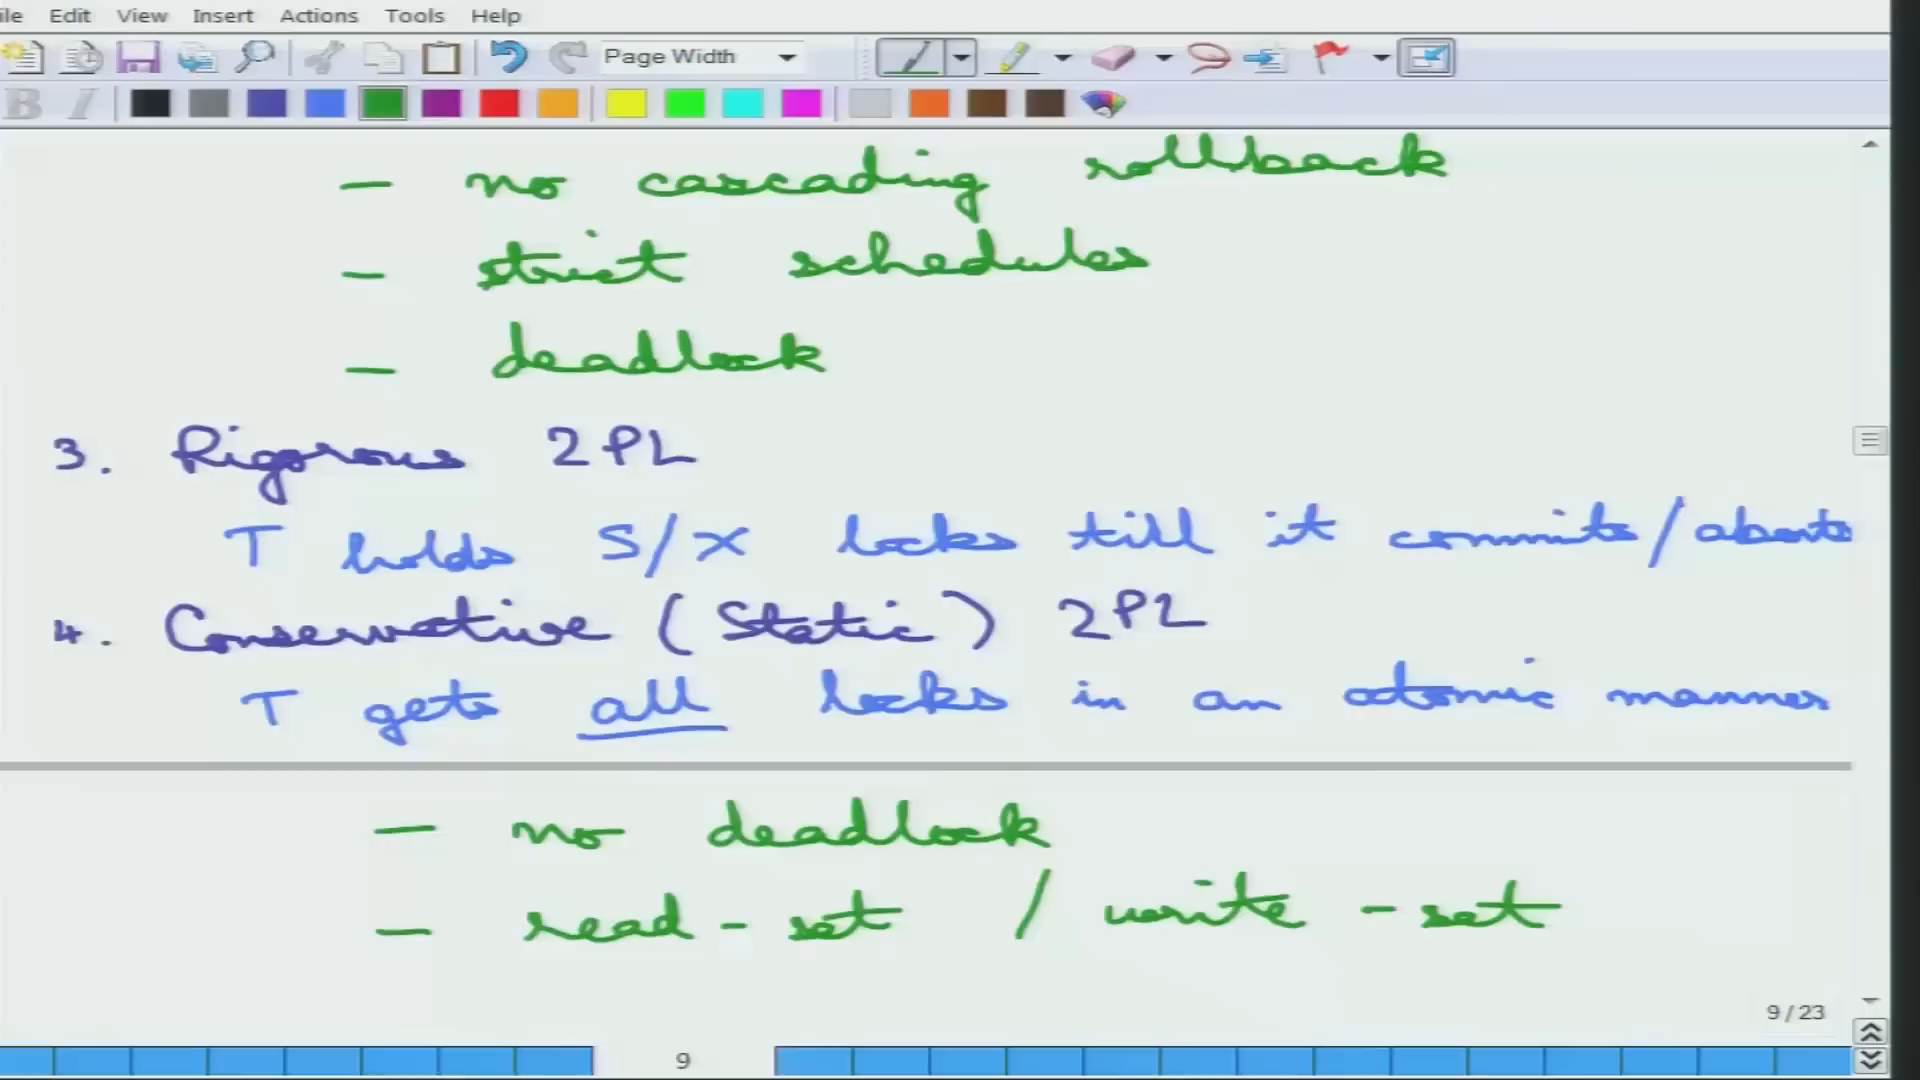 ile Edit View Insert Actions Tools Help
Page Width
B I
- no cascading rollback
- strict schedules
- deadlock
3. Rigorous 2PL
T holds S/X locks till it commits/aborts
4. Conservative (Static) 2PL
T gets all locks in an atomic manner
- no deadlock
- read-set / write-set
9/23
9